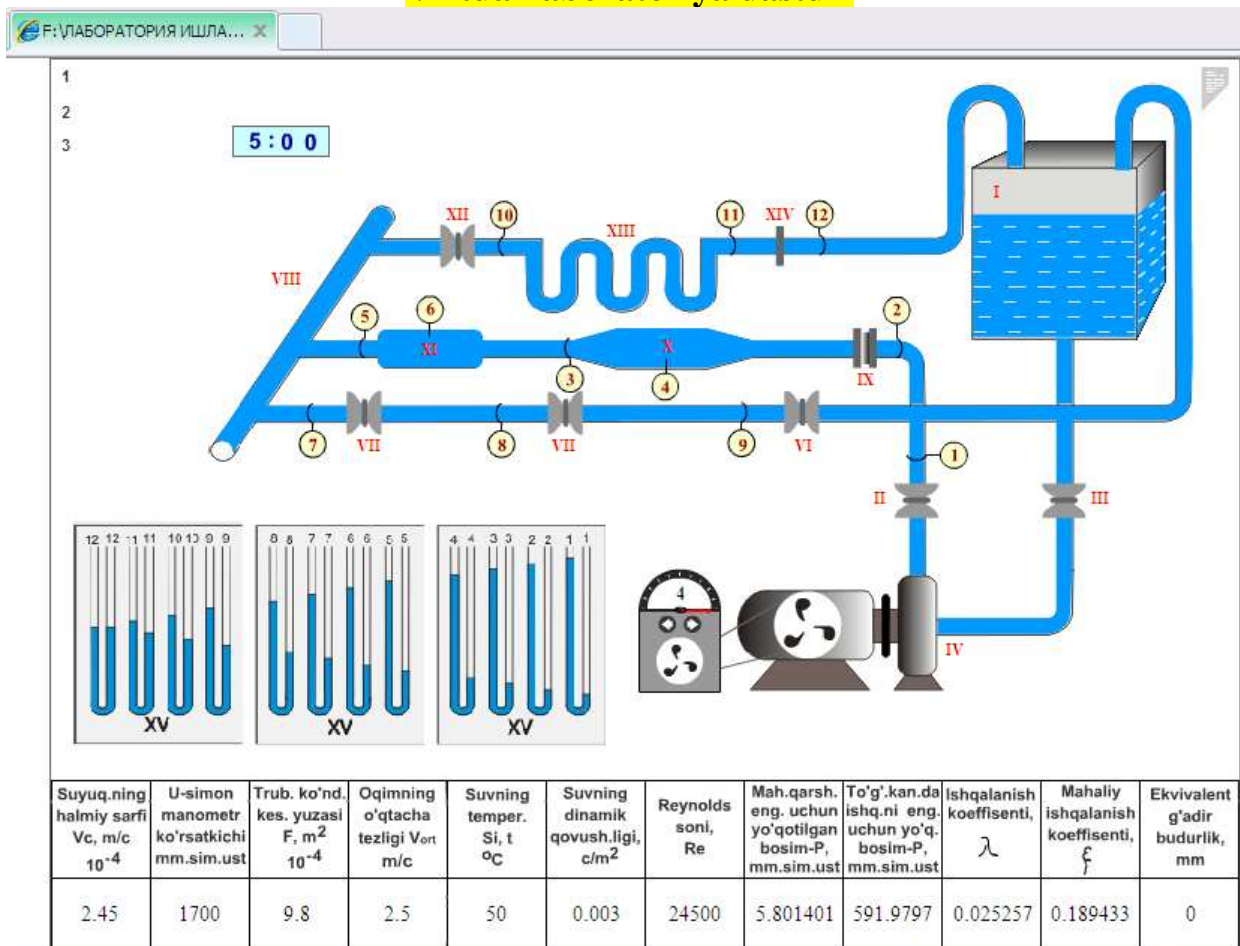 F:\ЛАБОРАТОРИЯ ИШЛА...
1
2
3
5:00
I
XII
10
XIII
11
XIV
12
VIII
5
6
XI
3
X
4
2
IX
7
VII
8
VII
9
VI
1
II
III
IV
4
12 12 11 11 10 10 9 9
8 8 7 7 6 6 5 5
4 4 3 3 2 2 1 1
XV
XV
XV
Suyuq.ning
halmiy sarfi
Vc, m/c
10-4
U-simon
manometr
ko'rsatkichi
mm.sim.ust
Trub. ko'nd.
kes. yuzasi
F, m2
10-4
Oqimning
o'qtacha
tezligi Vort
m/c
Suvning
temper.
Si, t
oC
Suvning
dinamik
qovush.ligi,
c/m2
Reynolds
soni,
Re
Mah.qarsh.
eng. uchun
yo'qotilgan
bosim-P,
mm.sim.ust
To'g'.kan.da
ishq.ni eng.
uchun yo'q.
bosim-P,
mm.sim.ust
Ishqalanish
koeffisenti,
λ
Mahaliy
ishqalanish
koeffisenti,
Ekvivalent
g'adir
budurlik,
mm
2.45 1700 9.8 2.5 50 0.003 24500 5.801401 591.9797 0.025257 0.189433 0